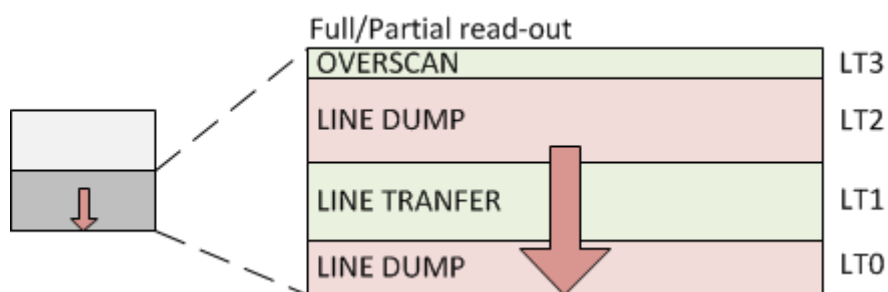 Full/Partial read-out
OVERSCAN LT3
LINE DUMP LT2
LINE TRANFER LT1
LINE DUMP LT0